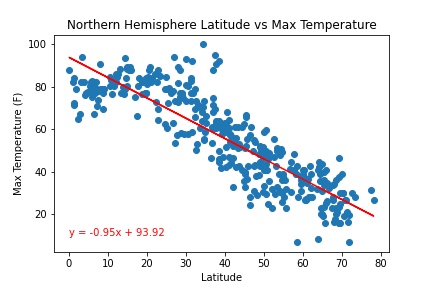 Northern Hemisphere Latitude vs Max Temperature
Max Temperature (F)
100
80
60
40
20
y = -0.95x + 93.92
0 10 20 30 40 50 60 70 80
Latitude